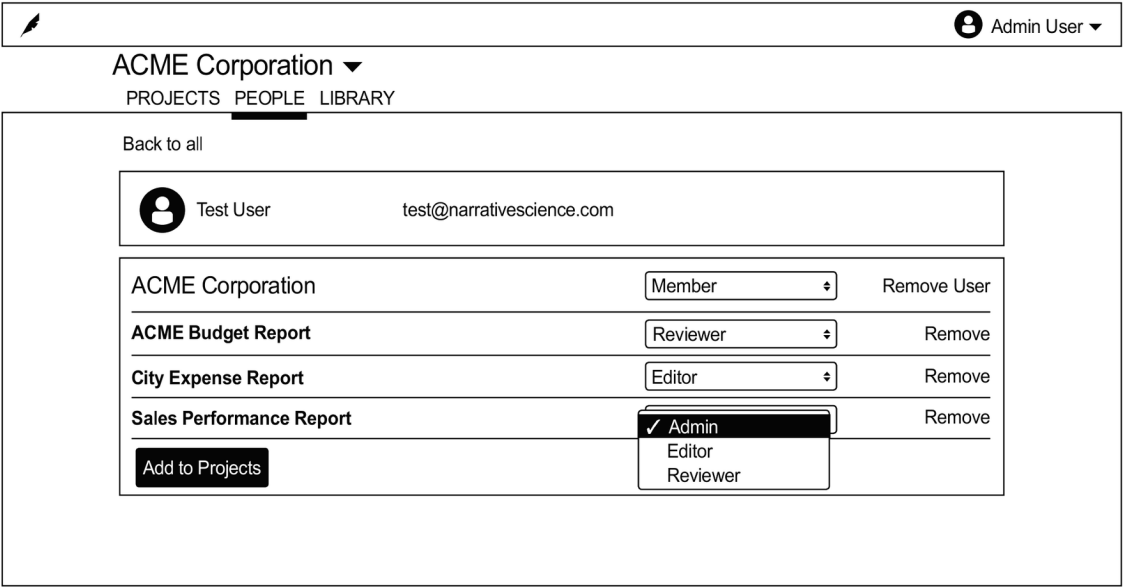 Admin User
ACME Corporation
PROJECTS PEOPLE LIBRARY
Back to all
Test User test@narrativescience.com
ACME Corporation Member Remove User
ACME Budget Report Reviewer Remove
City Expense Report Editor Remove
Sales Performance Report Remove
✓ Admin
Editor
Add to Projects
Reviewer